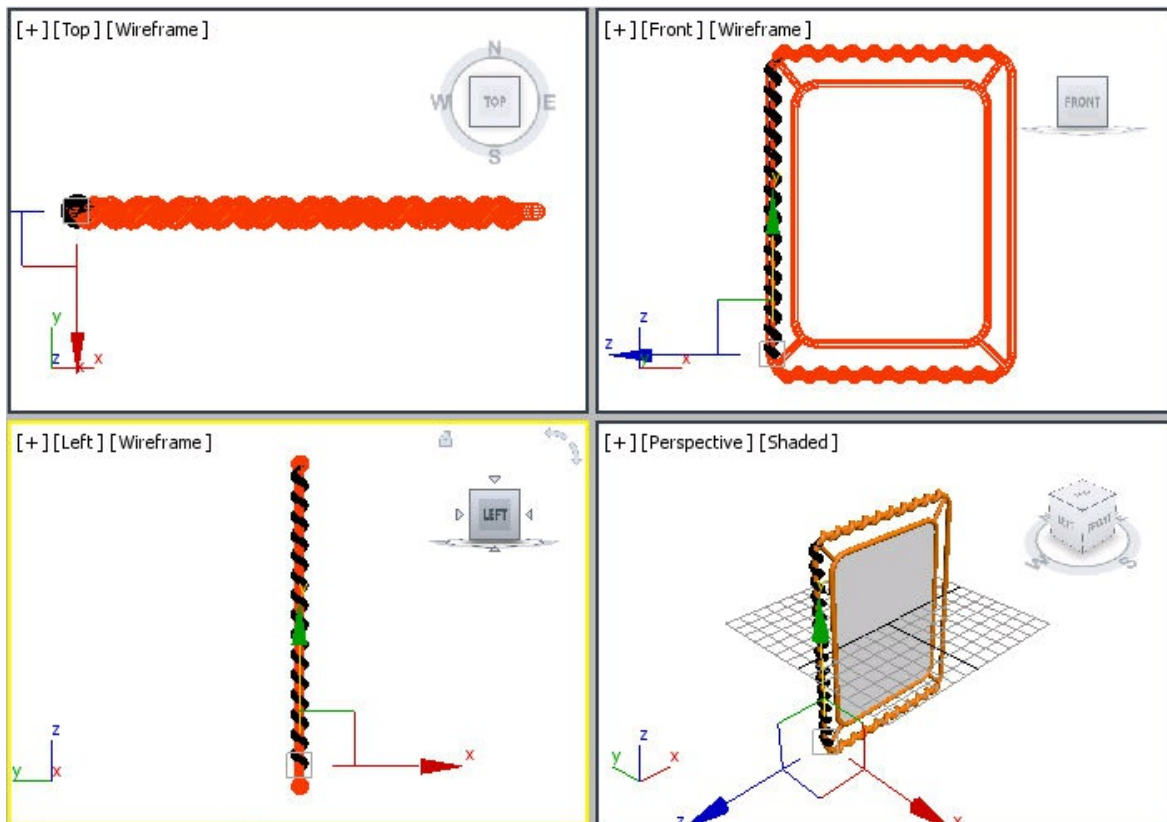 [+] [Top] [Wireframe]
N
W TOP E
S
y
z x x
[+] [Front] [Wireframe]
FRONT
y
z z
y x
[+] [Left] [Wireframe]
LEFT
z
y x
x
[+] [Perspective] [Shaded]
LEFT FRONT
W S
z
y x
z x